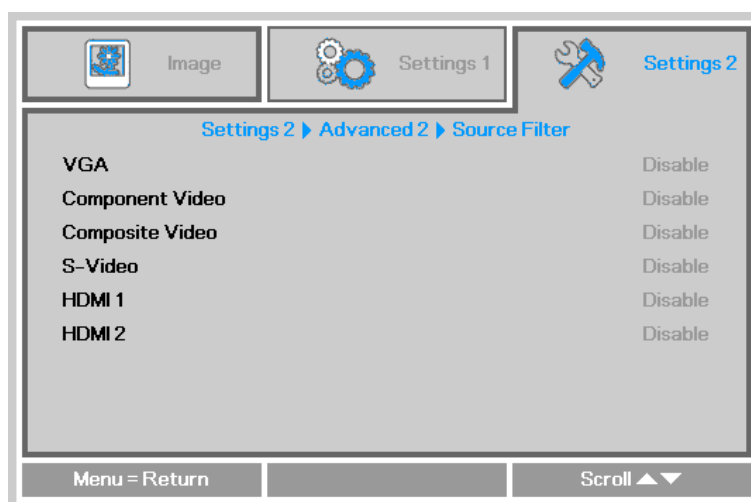 Image Settings 1 Settings 2
Settings 2 ▶ Advanced 2 ▶ Source Filter
VGA Disable
Component Video Disable
Composite Video Disable
S-Video Disable
HDMI 1 Disable
HDMI 2 Disable
Menu = Return Scroll ▲▼